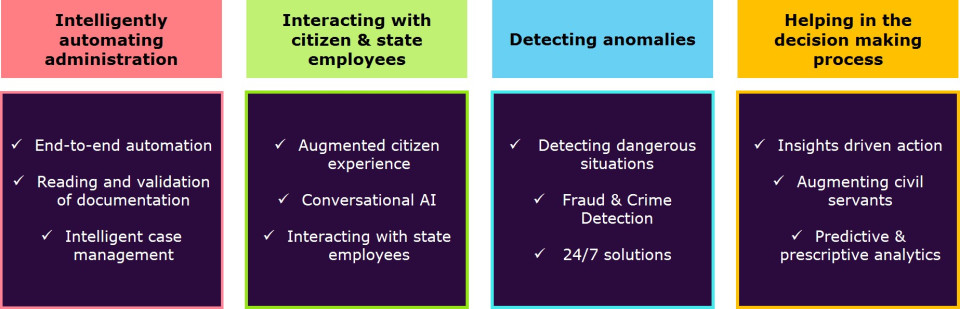 Intelligently
automating
administration
✓ End-to-end automation
✓ Reading and validation
of documentation
✓ Intelligent case
management
Interacting with
citizen & state
employees
✓ Augmented citizen
experience
✓ Conversational AI
✓ Interacting with state
employees
Detecting anomalies
✓ Detecting dangerous
situations
✓ Fraud & Crime
Detection
✓ 24/7 solutions
Helping in the
decision making
process
✓ Insights driven action
✓ Augmenting civil
servants
✓ Predictive &
prescriptive analytics